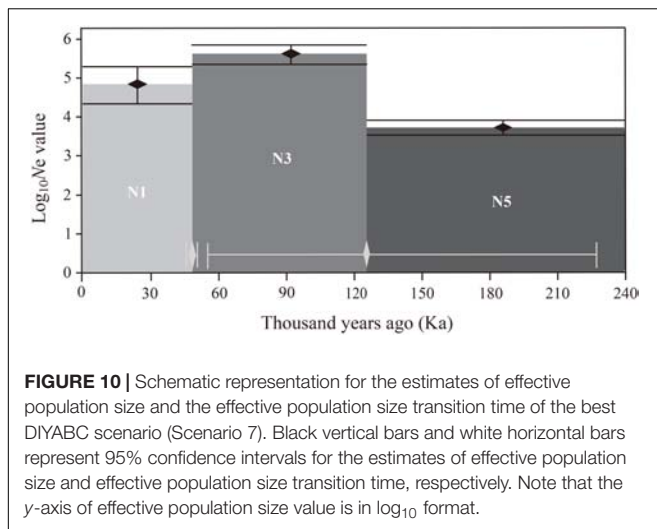 6
5
4
3
2
1
0
Log10Ne value
N1
N3
N5
0 30 60 90 120 150 180 210 240
Thousand years ago (Ka)
FIGURE 10 | Schematic representation for the estimates of effective
population size and the effective population size transition time of the best
DIYABC scenario (Scenario 7). Black vertical bars and white horizontal bars
represent 95% confidence intervals for the estimates of effective population
size and effective population size transition time, respectively. Note that the
y-axis of effective population size value is in log10 format.